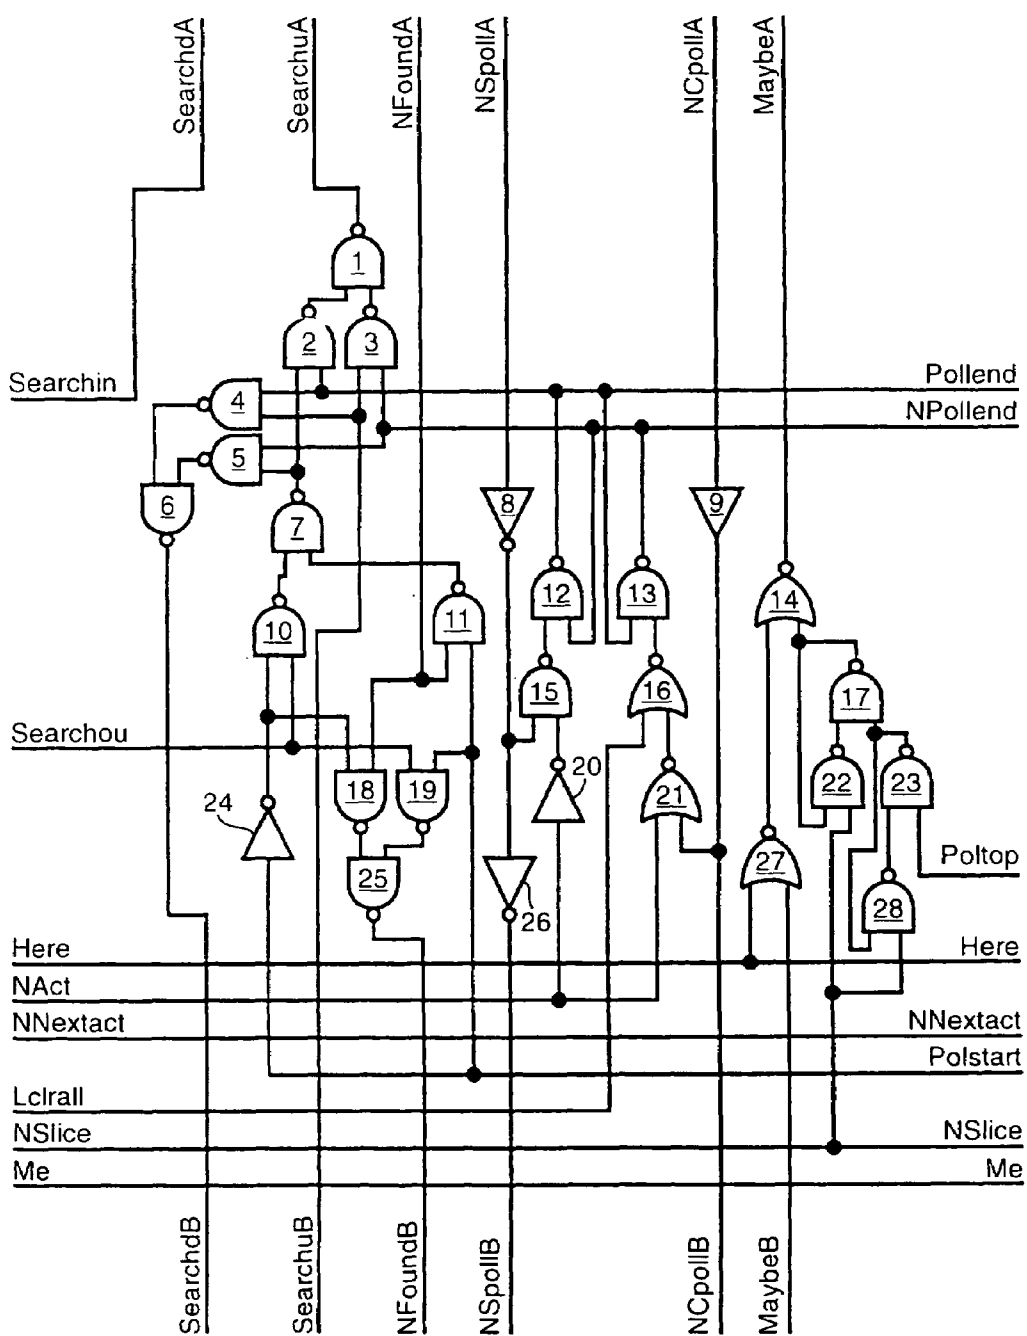 SearchdA
SearchuA
NFoundA
NSpollA
NCpollA
MaybeA
1
2
3
Searchin
Pollend
4
NPollend
5
6
7
8
9
10
11
12
13
14
15
16
17
Searchou
18
19
20
21
22
23
24
25
26
27
Poltop
28
Here
Here
NAct
NNextact
NNextact
Polstart
Lclrall
NSlice
NSlice
Me
Me
SearchdB
SearchuB
NFoundB
NSpollB
NCpollB
MaybeB